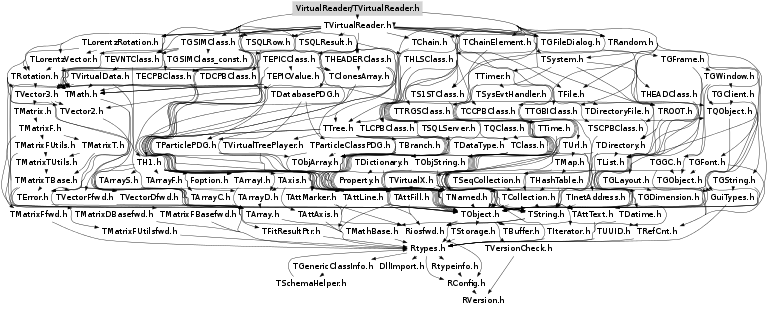 VirtualReader/TVirtualReader.h
TVirtualReader.h
TLorentzRotation.h TGSIMClass.h TSQLRow.h TSQLResult.h TChain.h TChainElement.h TGFileDialog.h TRandom.h
TLorentzVector.h TEVNTClass.h TGSIMClass_const.h TEPICClass.h THEADERClass.h THLSClass.h TSystem.h TGFrame.h
TRotation.h TVirtualData.h TECPBClass.h TDCPBClass.h TEPICValue.h TClonesArray.h TTimer.h TGWindow.h
TVector3.h TMath.h TDatabasePDG.h TS1STClass.h TSysEvtHandler.h TFile.h THEADClass.h TGClient.h
TMatrix.h TVector2.h TTRGSClass.h TCCPBClass.h TTGBIClass.h TDirectoryFile.h TROOT.h TQObject.h
TMatrixF.h TTree.h TLCPBClass.h TSQLServer.h TQClass.h TTime.h TSCPBClass.h
TMatrixFUtils.h TMatrixT.h TParticlePDG.h TVirtualTreePlayer.h TParticleClassPDG.h TBranch.h TDataType.h TClass.h TUrl.h TDirectory.h
TMatrixTUtils.h TH1.h TObjArray.h TDictionary.h TObjString.h TMap.h TList.h TGGC.h TGFont.h
TMatrixTBase.h TArrayS.h TArrayF.h Foption.h TArrayI.h TAxis.h Property.h TVirtualX.h TSeqCollection.h THashTable.h TGLayout.h TGObject.h TGString.h
TError.h TVectorFfwd.h TVectorDfwd.h TArrayC.h TArrayD.h TAttMarker.h TAttLine.h TAttFill.h TNamed.h TCollection.h TInetAddress.h TGDimension.h GuiTypes.h
TMatrixFfwd.h TMatrixDBasefwd.h TMatrixFBasefwd.h TArray.h TAttAxis.h TObject.h TString.h TAttText.h TDatime.h
TMatrixFUtilsfwd.h TFitResultPtr.h TMathBase.h Riosfwd.h TStorage.h TBuffer.h TIterator.h TUUID.h TRefCnt.h
Rtypes.h TVersionCheck.h
TGenericClassInfo.h DllImport.h Rtypeinfo.h
TSchemaHelper.h RConfig.h
RVersion.h